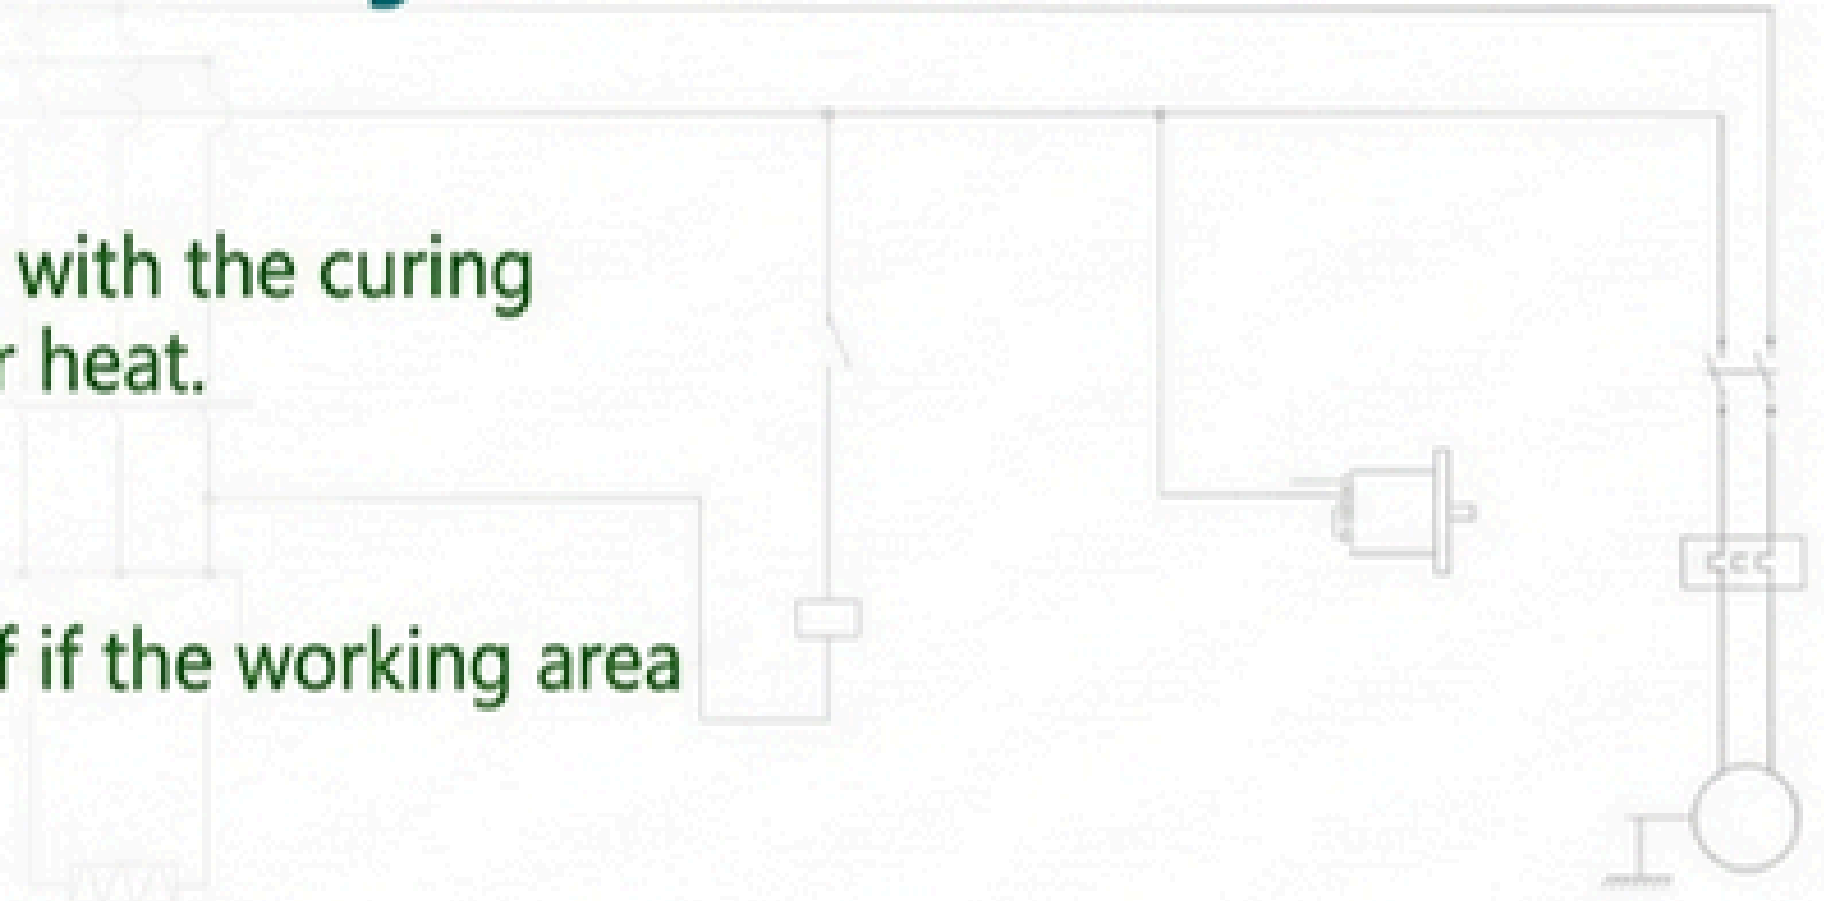 with the curing
heat.
if the working area